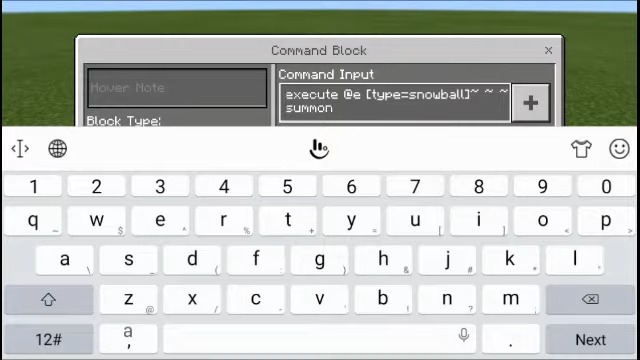 Command Block
×
Hover Note
Command Input
execute @e [type=snowball]~ ~ ~
summon
+
Block Type:
1 2 3 4 5 6 7 8 9 0
q w e r t y u i o p
~ $ ^ % + = [ ] < >
a s d f g h j k l
\ _ ( : ) & # *
z x c v b n m
@ / - ! ?
12# a , .
Next